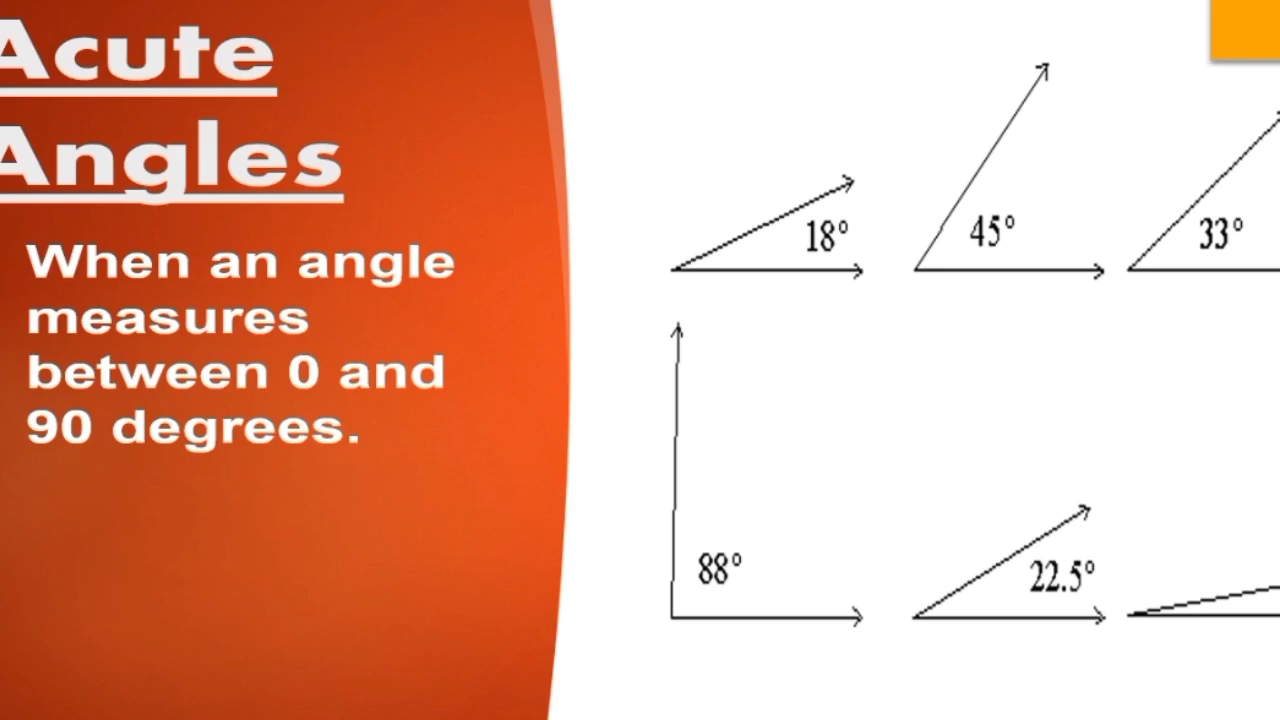 Acute
Angles
When an angle
measures
between 0 and
90 degrees.
18°
45°
33°
88°
22.5°